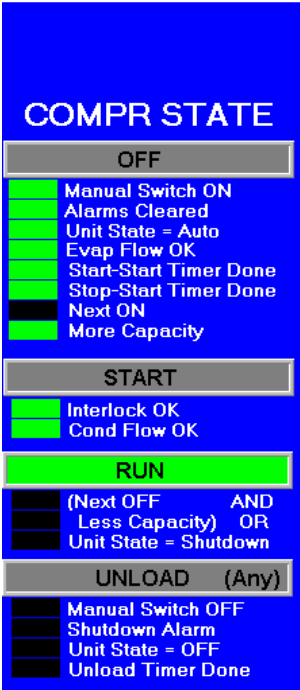 COMPR STATE
OFF
Manual Switch ON
Alarms Cleared
Unit State = Auto
Evap Flow OK
Start-Start Timer Done
Stop-Start Timer Done
Next ON
More Capacity
START
Interlock OK
Cond Flow OK
RUN
(Next OFF AND
Less Capacity) OR
Unit State = Shutdown
UNLOAD (Any)
Manual Switch OFF
Shutdown Alarm
Unit State = OFF
Unload Timer Done